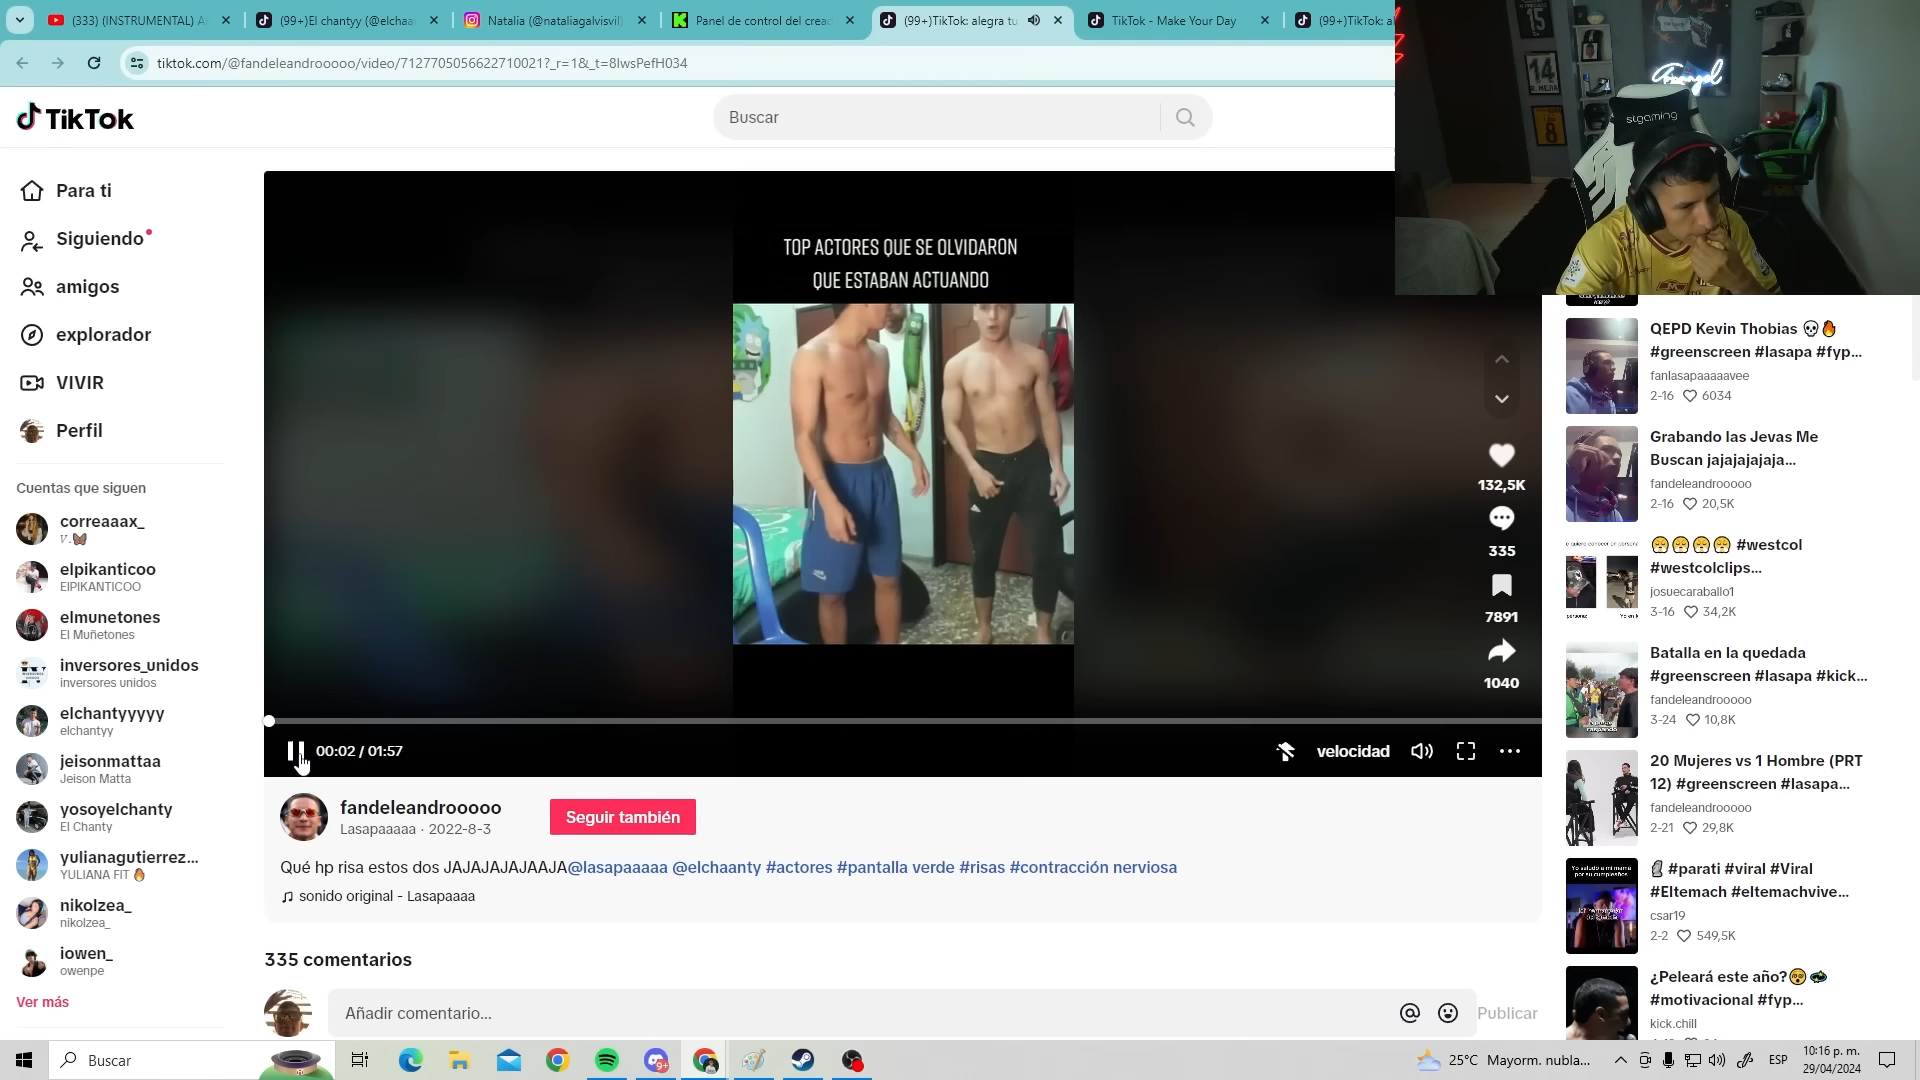 (333) (INSTRUMENTAL) A
(99+)El chantyy (@elchaa
Natalia (@nataliagalvisvil
Panel de control del cread
(99+)TikTok: alegra tu
TikTok - Make Your Day
(99+)TikTok: al
tiktok.com/@fandeleandrooooo/video/7127705056622710021?_r=1&_t=8lwsPefH034
TikTok
Buscar
Para ti
Siguiendo
amigos
explorador
VIVIR
Perfil
Cuentas que siguen
correaaax_
V.
elpikanticoo
ElPIKANTICOO
elmunetones
El Muñetones
inversores_unidos
inversores unidos
elchantyyyyy
elchantyy
jeisonmattaa
Jeison Matta
yosoyelchanty
El Chanty
yulianagutierrez...
YULIANA FIT 🔥
nikolzea_
nikolzea_
iowen_
owenpe
Ver más
TOP ACTORES QUE SE OLVIDARON
QUE ESTABAN ACTUANDO
132,5K
335
7891
1040
00:02 / 01:57
velocidad
fandeleandrooooo
Lasapaaaaa · 2022-8-3
Seguir también
Qué hp risa estos dos JAJAJAJAJAAJA@lasapaaaaa @elchaanty #actores #pantalla verde #risas #contracción nerviosa
sonido original - Lasapaaaa
335 comentarios
Añadir comentario...
Publicar
15
14
8
stgaming
QEPD Kevin Thobias 💀🔥
#greenscreen #lasapa #fyp...
fanlasapaaaaavee
2-16 6034
Grabando las Jevas Me
Buscan jajajajajaja...
fandeleandrooooo
2-16 20,5K
😤😤😤😤 #westcol
#westcolclips...
josuecaraballo1
3-16 34,2K
Batalla en la quedada
#greenscreen #lasapa #kick...
fandeleandrooooo
3-24 10,8K
20 Mujeres vs 1 Hombre (PRT
12) #greenscreen #lasapa...
fandeleandrooooo
2-21 29,8K
#parati #viral #Viral
#Eltemach #eltemachvive...
csar19
2-2 549,5K
¿Peleará este año?
#motivacional #fyp...
kick.chill
Buscar
9+
25°C Mayorm. nubla...
ESP
10:16 p. m.
29/04/2024